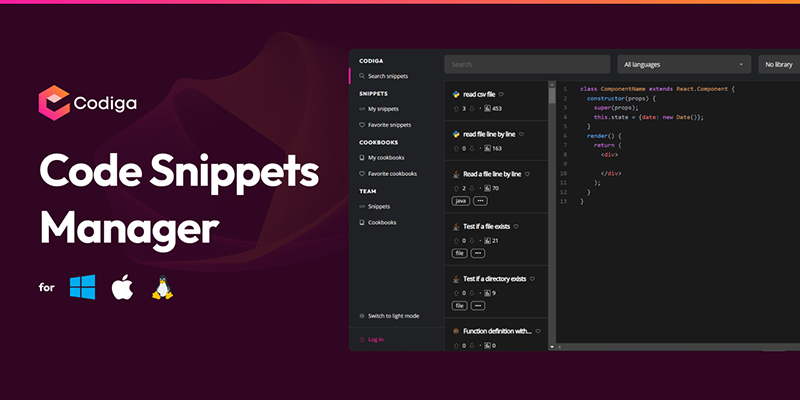 Codiga
Code Snippets
Manager
for
CODIGA
Search snippets
SNIPPETS
My snippets
Favorite snippets
COOKBOOKS
My cookbooks
Favorite cookbooks
TEAM
Snippets
Cookbooks
Switch to light mode
Log in
Search
All languages
No library
read csv file
3 453
read file line by line
0 163
Read a file line by line
2 70
java •••
Test if a file exists
0 21
file •••
Test if a directory exists
0 9
file •••
Function definition with...
0 0
1 class ComponentName extends React.Component {
2 constructor(props) {
3 super(props);
4 this.state = {date: new Date()};
5 }
6 render() {
7 return (
8 <div>
9
10 </div>
11 );
12 }
13 }